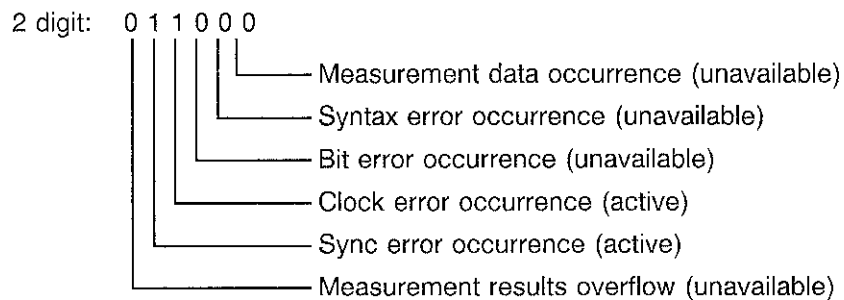 2 digit: 0 1 1 0 0 0
Measurement data occurrence (unavailable)
Syntax error occurrence (unavailable)
Bit error occurrence (unavailable)
Clock error occurrence (active)
Sync error occurrence (active)
Measurement results overflow (unavailable)